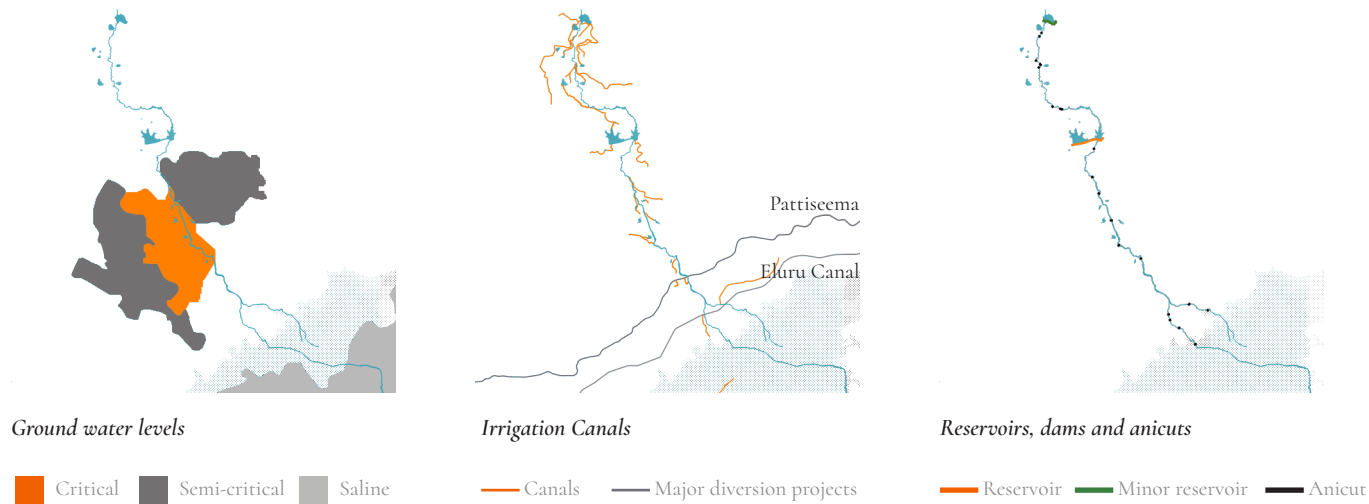 Pattiseema
Eluru Canal
Ground water levels
Irrigation Canals
Reservoirs, dams and anicuts
Critical
Semi-critical
Saline
Canals
Major diversion projects
Reservoir
Minor reservoir
Anicut